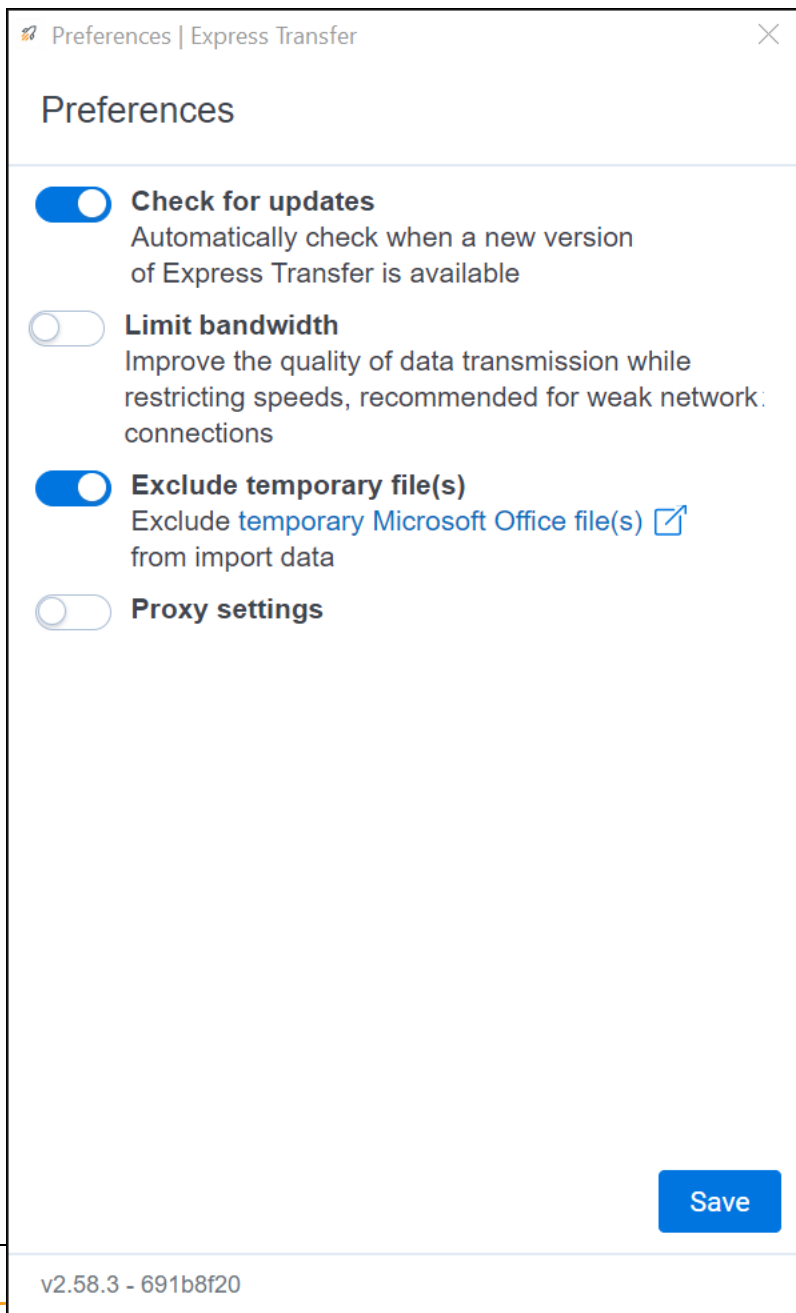 Preferences | Express Transfer
Preferences
Check for updates
Automatically check when a new version
of Express Transfer is available
Limit bandwidth
Improve the quality of data transmission while
restricting speeds, recommended for weak network
connections
Exclude temporary file(s)
Exclude temporary Microsoft Office file(s)
from import data
Proxy settings
Save
v2.58.3 - 691b8f20